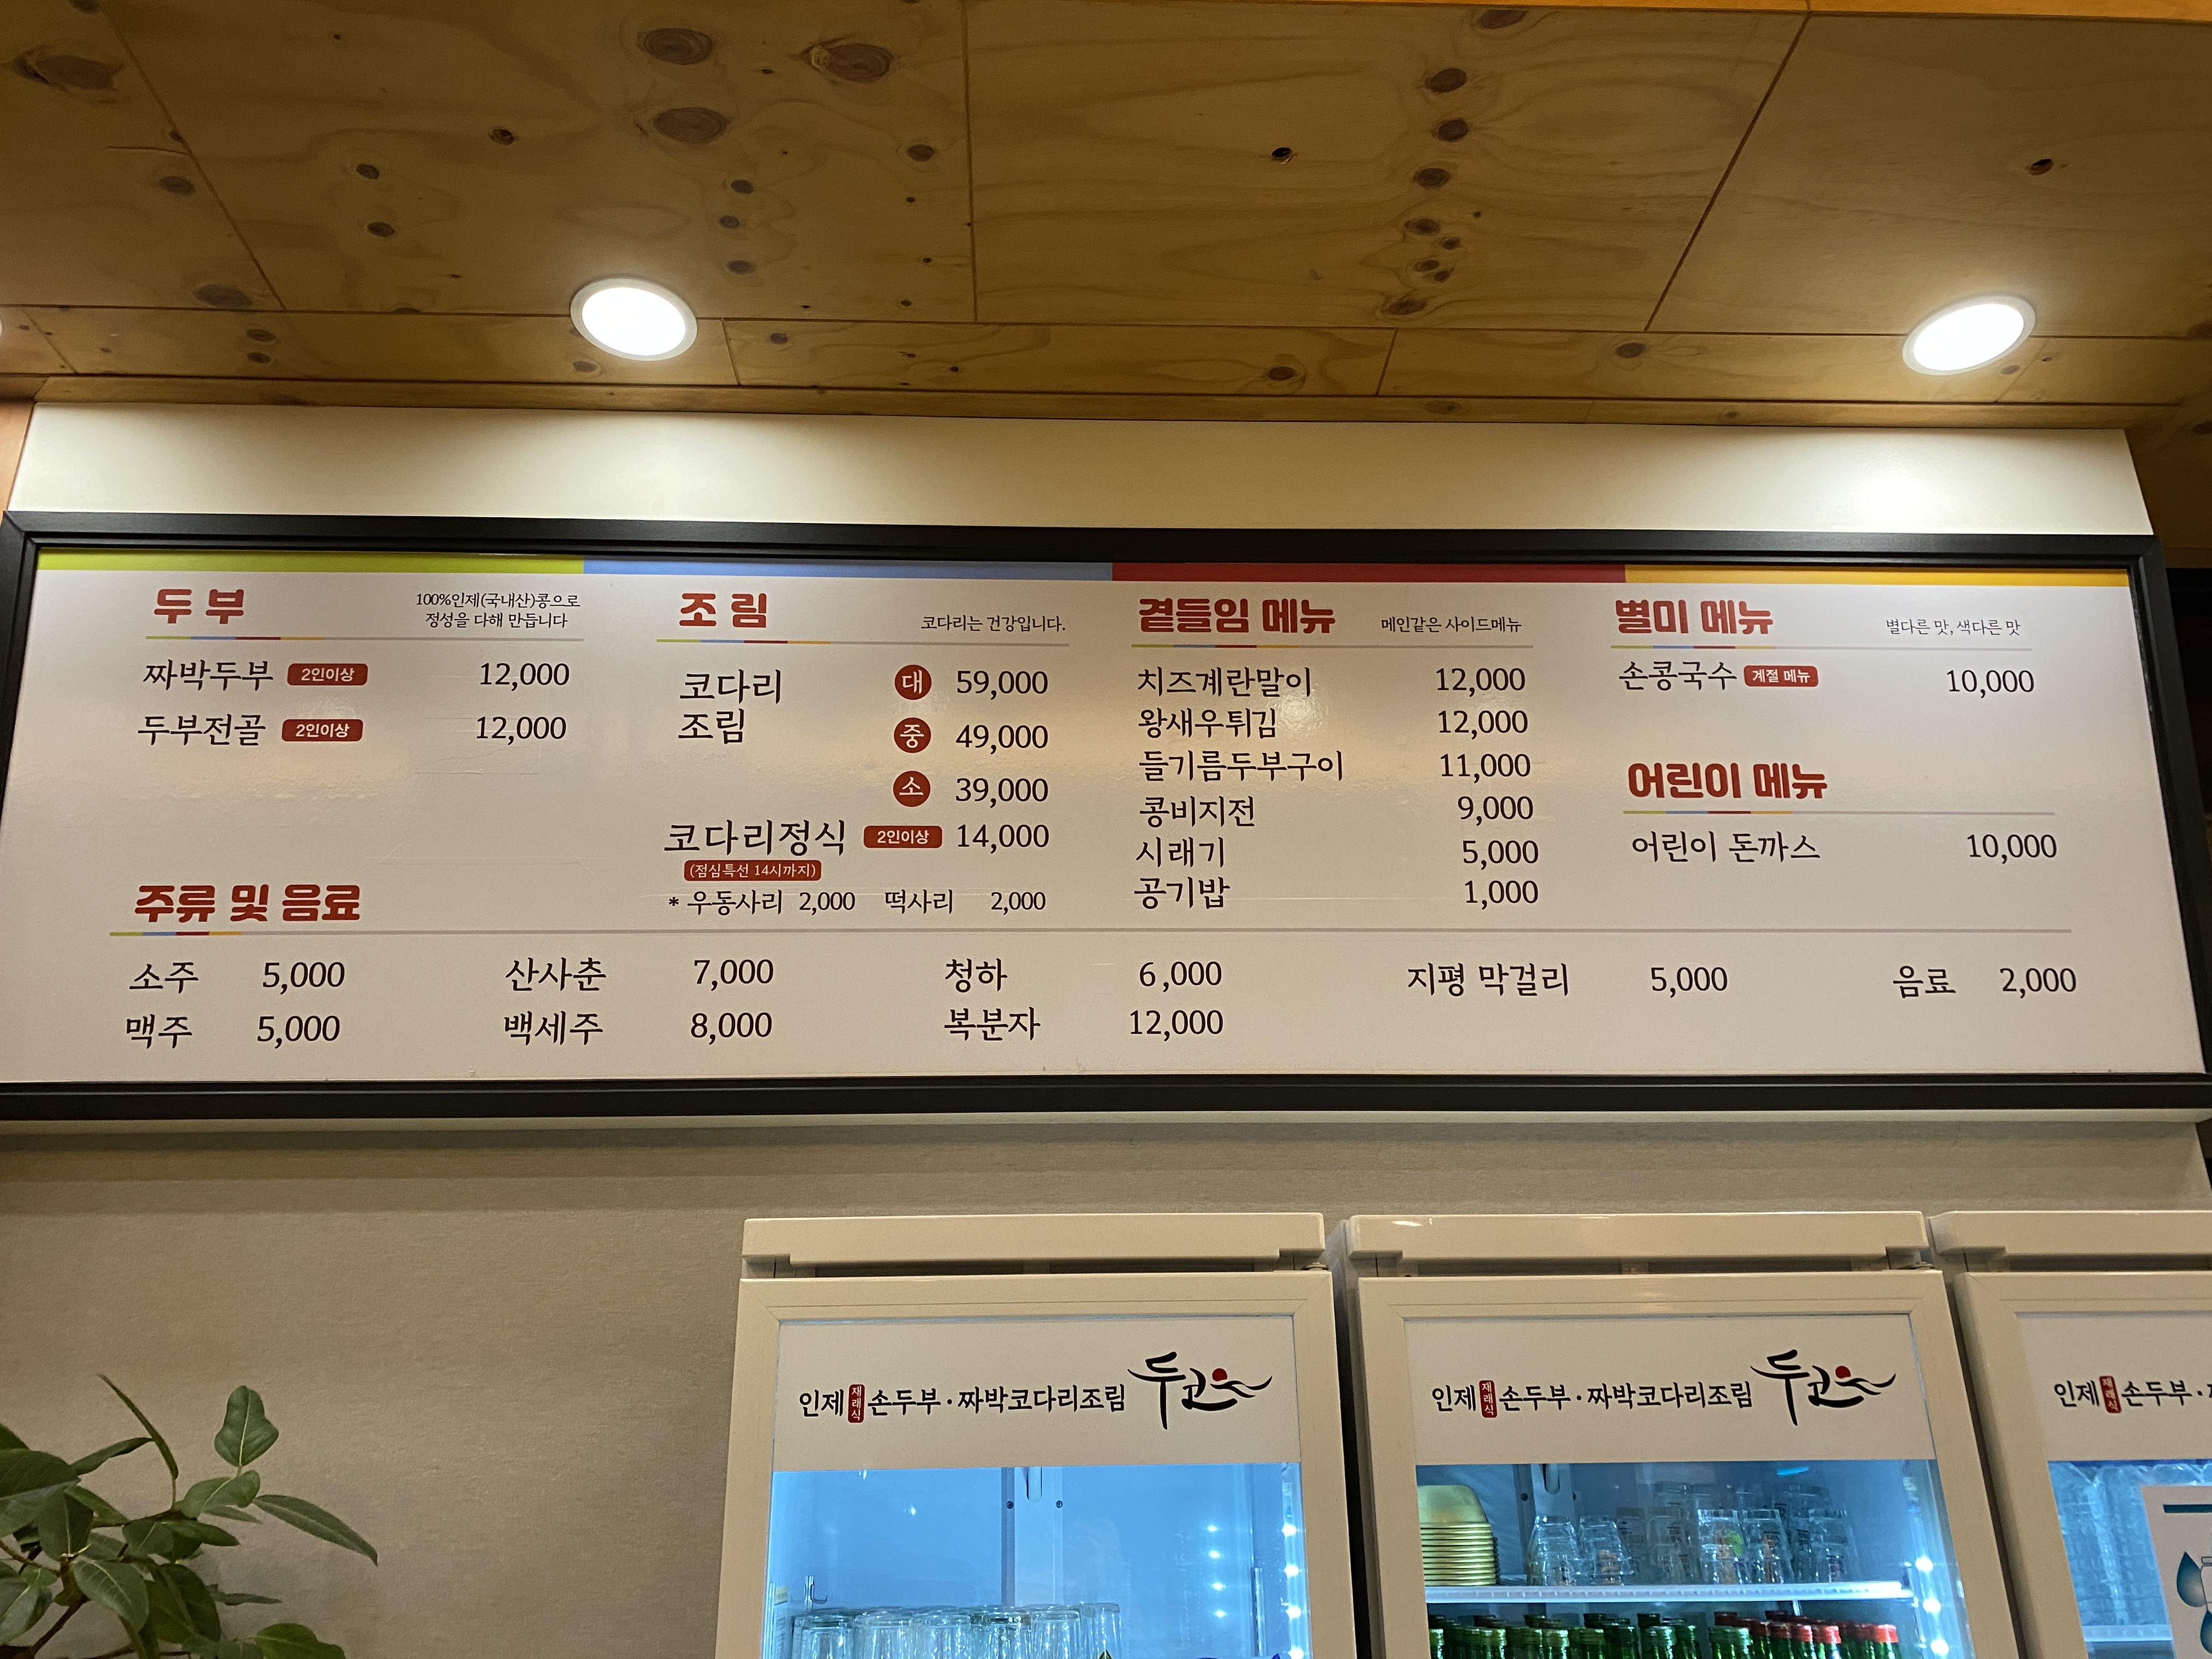 두부 100%인제(국내산)콩으로
정성을 다해 만듭니다
짜박두부 2인이상 12,000
두부전골 2인이상 12,000
조림 코다리는 건강입니다.
코다리
조림
대 59,000
중 49,000
소 39,000
코다리정식 2인이상 14,000
(점심특선 14시까지)
* 우동사리 2,000 떡사리 2,000
곁들임 메뉴 메인같은 사이드메뉴
치즈계란말이 12,000
왕새우튀김 12,000
들기름두부구이 11,000
콩비지전 9,000
시래기 5,000
공기밥 1,000
별미 메뉴 별다른 맛, 색다른 맛
손콩국수 계절 메뉴 10,000
어린이 메뉴
어린이 돈까스 10,000
주류 및 음료
소주 5,000 산사춘 7,000 청하 6,000 지평 막걸리 5,000 음료 2,000
맥주 5,000 백세주 8,000 복분자 12,000
인제 재래식 손두부·짜박코다리조림 두고
인제 재래식 손두부·짜박코다리조림 두고
인제 재래식 손두부·